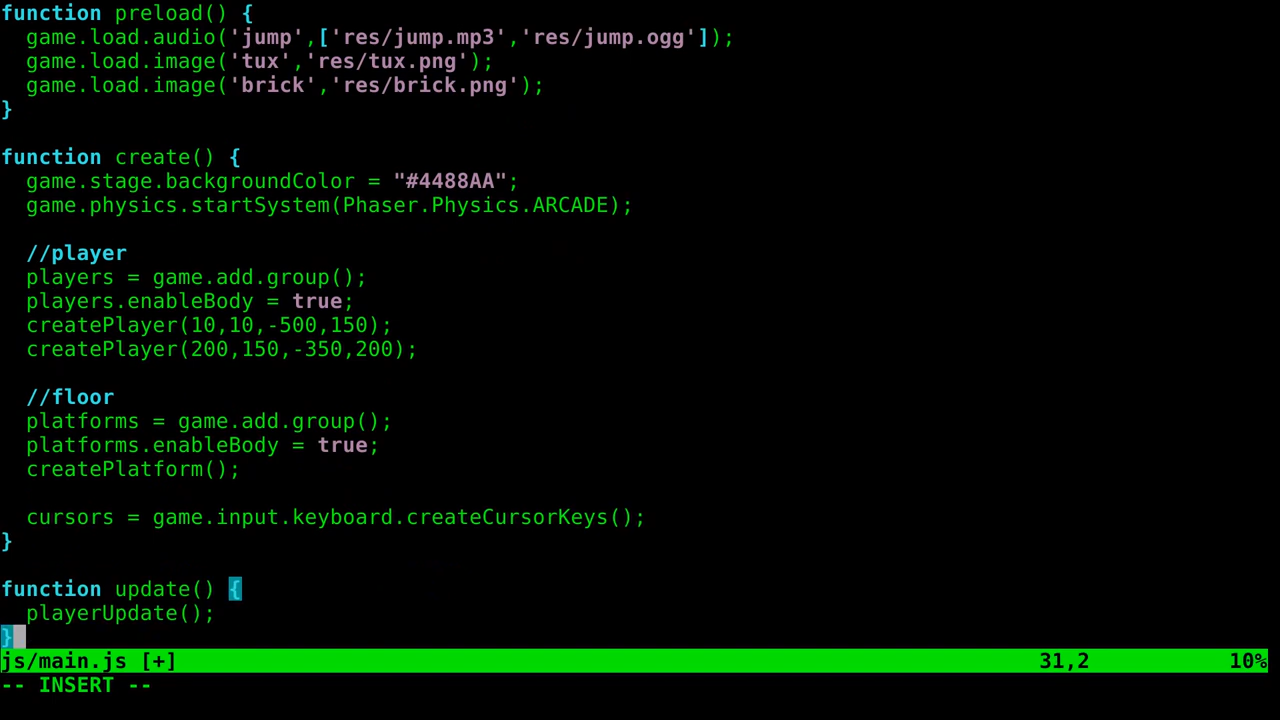 function preload() {
  game.load.audio('jump',['res/jump.mp3','res/jump.ogg']);
  game.load.image('tux','res/tux.png');
  game.load.image('brick','res/brick.png');
}

function create() {
  game.stage.backgroundColor = "#4488AA";
  game.physics.startSystem(Phaser.Physics.ARCADE);

  //player
  players = game.add.group();
  players.enableBody = true;
  createPlayer(10,10,-500,150);
  createPlayer(200,150,-350,200);

  //floor
  platforms = game.add.group();
  platforms.enableBody = true;
  createPlatform();

  cursors = game.input.keyboard.createCursorKeys();
}

function update() {
  playerUpdate();
}
js/main.js [+] 31,2 10%
-- INSERT --